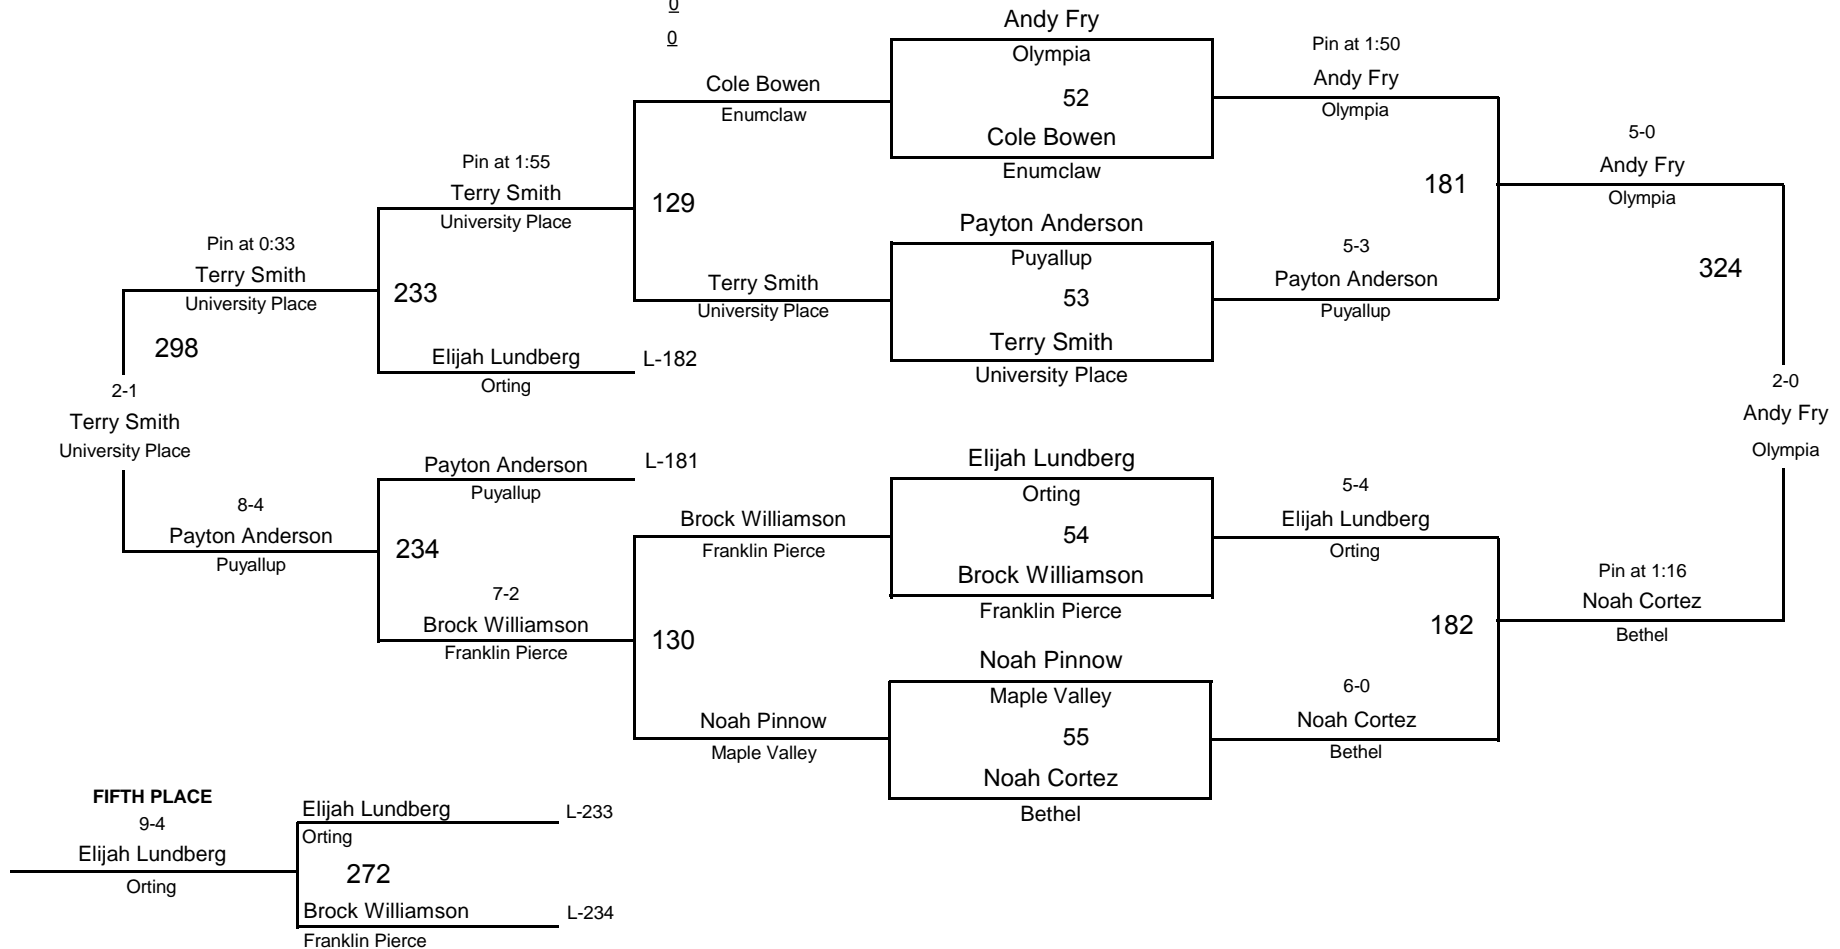 0
0
Andy Fry
Olympia
52
Cole Bowen
Enumclaw
Pin at 1:50
Andy Fry
Olympia
Cole Bowen
Enumclaw
5-0
Andy Fry
Olympia
Pin at 1:55
Terry Smith
University Place
129
181
Payton Anderson
Puyallup
53
Terry Smith
University Place
5-3
Payton Anderson
Puyallup
Pin at 0:33
Terry Smith
University Place
233
Terry Smith
University Place
324
298
Elijah Lundberg
Orting
L-182
2-1
Terry Smith
University Place
2-0
Andy Fry
Olympia
Payton Anderson
Puyallup
L-181
Elijah Lundberg
Orting
54
Brock Williamson
Franklin Pierce
5-4
Elijah Lundberg
Orting
8-4
Payton Anderson
Puyallup
234
Brock Williamson
Franklin Pierce
7-2
Brock Williamson
Franklin Pierce
130
182
Pin at 1:16
Noah Cortez
Bethel
Noah Pinnow
Maple Valley
55
Noah Cortez
Bethel
6-0
Noah Cortez
Bethel
Noah Pinnow
Maple Valley
FIFTH PLACE
9-4
Elijah Lundberg
Orting
Elijah Lundberg
L-233
Orting
272
Brock Williamson
L-234
Franklin Pierce